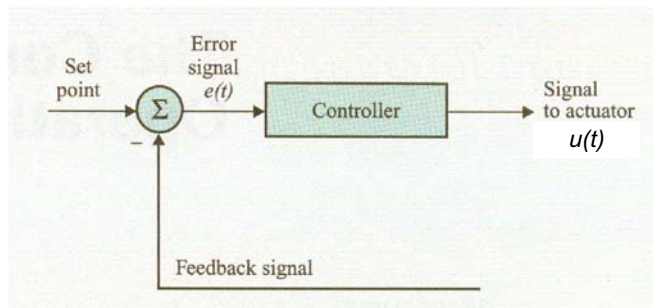 Set
point
Σ
−
Error
signal
e(t)
Controller
Signal
to actuator
u(t)
Feedback signal